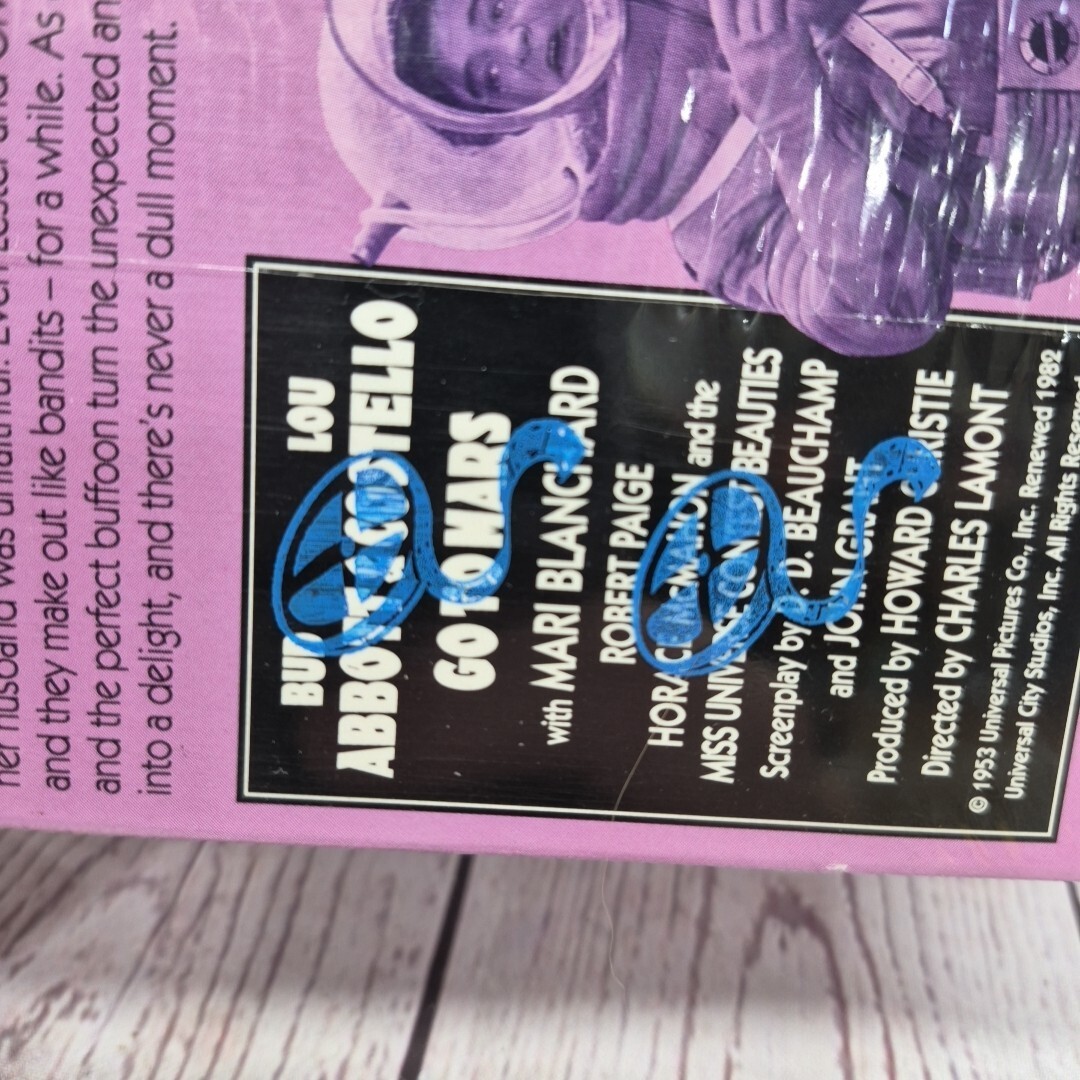 her husband was unfaithful. Even
and they make out like bandits – for a while. As
and the perfect buffoon turn the unexpected
into a delight, and there's never a dull moment.
BUD LOU
ABBOTT & COSTELLO
GO TO MARS
with MARI BLANCHARD
ROBERT PAIGE
HORACE McMAHON and the
MISS UNIVERSE CONTEST BEAUTIES
Screenplay by D. D. BEAUCHAMP
and JOHN GRANT
Produced by HOWARD CHRISTIE
Directed by CHARLES LAMONT
© 1953 Universal Pictures Co., Inc. Renewed 1982
Universal City Studios, Inc. All Rights Reserved